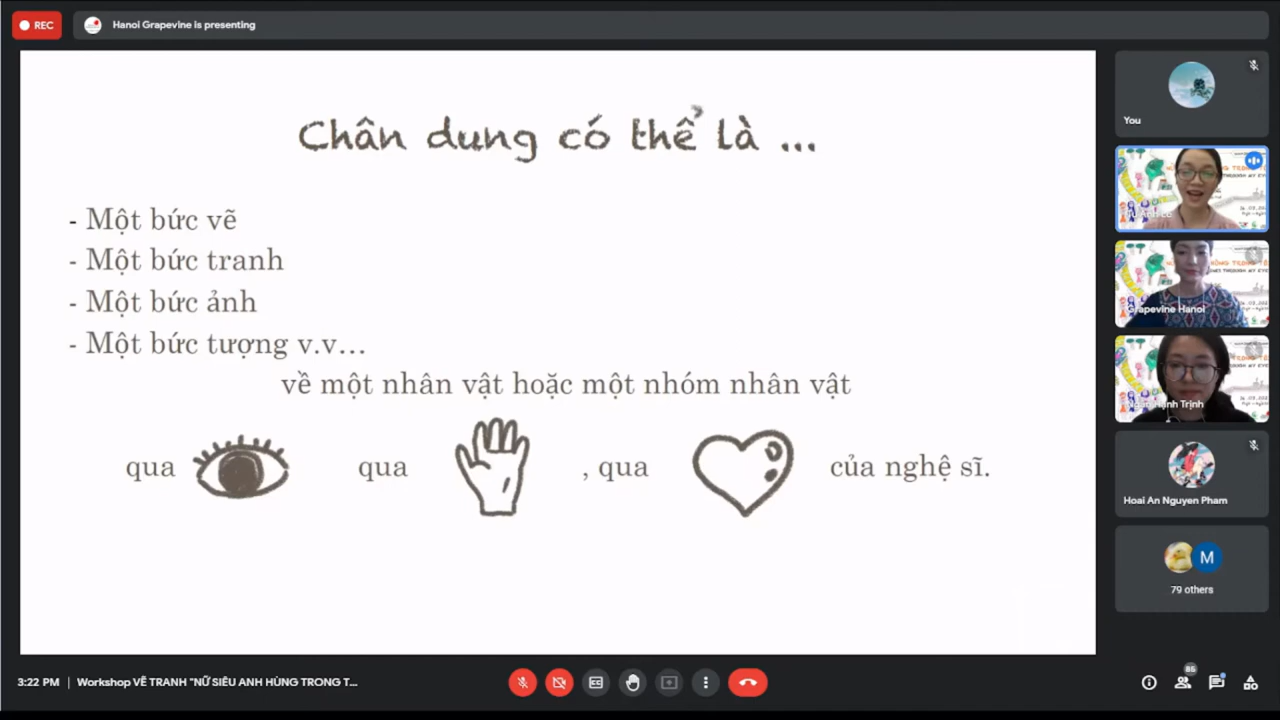 REC
Hanoi Grapevine is presenting
Chân dung có thể là ...
- Một bức vẽ
- Một bức tranh
- Một bức ảnh
- Một bức tượng v.v...
về một nhân vật hoặc một nhóm nhân vật
qua qua , qua của nghệ sĩ.
You
Grapevine Hanoi
Hoai An Nguyen Pham
M
79 others
3:22 PM | Workshop VẼ TRANH "NỮ SIÊU ANH HÙNG TRONG T...
86